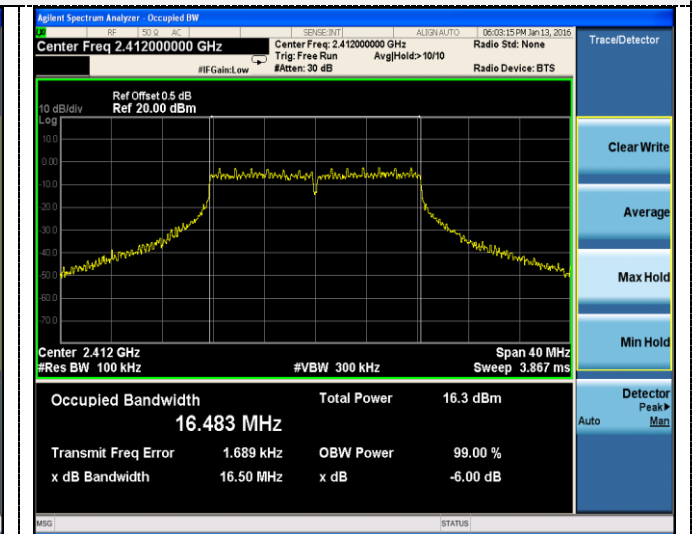 Agilent Spectrum Analyzer - Occupied BW
RF 50 Ω AC SENSE:INT ALIGN AUTO 06:03:15 PM Jan 13, 2016
Center Freq 2.412000000 GHz Center Freq: 2.412000000 GHz Radio Std: None
Trig: Free Run Avg|Hold:> 10/10
#IFGain:Low #Atten: 30 dB Radio Device: BTS
Trace/Detector
Ref Offset 0.5 dB
10 dB/div Ref 20.00 dBm
Log
10.0
0.00
-10.0
-20.0
-30.0
-40.0
-50.0
-60.0
-70.0
Center 2.412 GHz Span 40 MHz
#Res BW 100 kHz #VBW 300 kHz Sweep 3.867 ms
Occupied Bandwidth Total Power 16.3 dBm
16.483 MHz
Transmit Freq Error 1.689 kHz OBW Power 99.00 %
x dB Bandwidth 16.50 MHz x dB -6.00 dB
Clear Write
Average
Max Hold
Min Hold
Detector
Peak▶
Auto Man
MSG STATUS